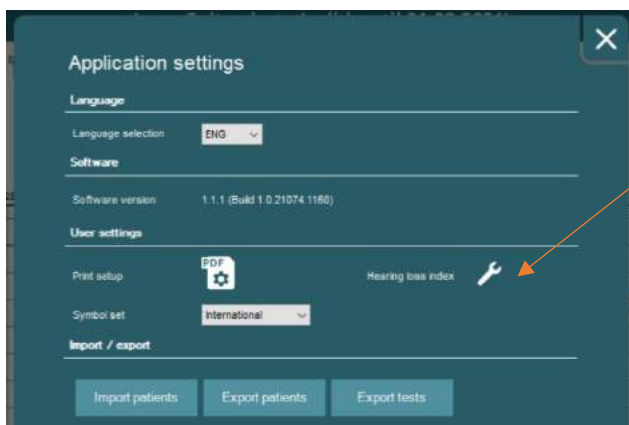 Application settings
Language
Language selection ENG
Software
Software version 1.1.1 (Build 1.0.21074.1160)
User settings
Print setup PDF Hearing loss index
Symbol set International
Import / export
Import patients Export patients Export tests